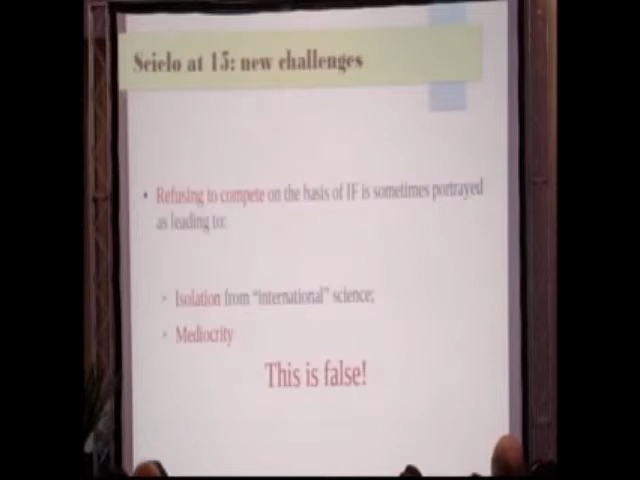 Scielo at 15: new challenges
• Refusing to compete on the basis of IF is sometimes portrayed
as leading to:
➢ Isolation from "international" science;
➢ Mediocrity
This is false!